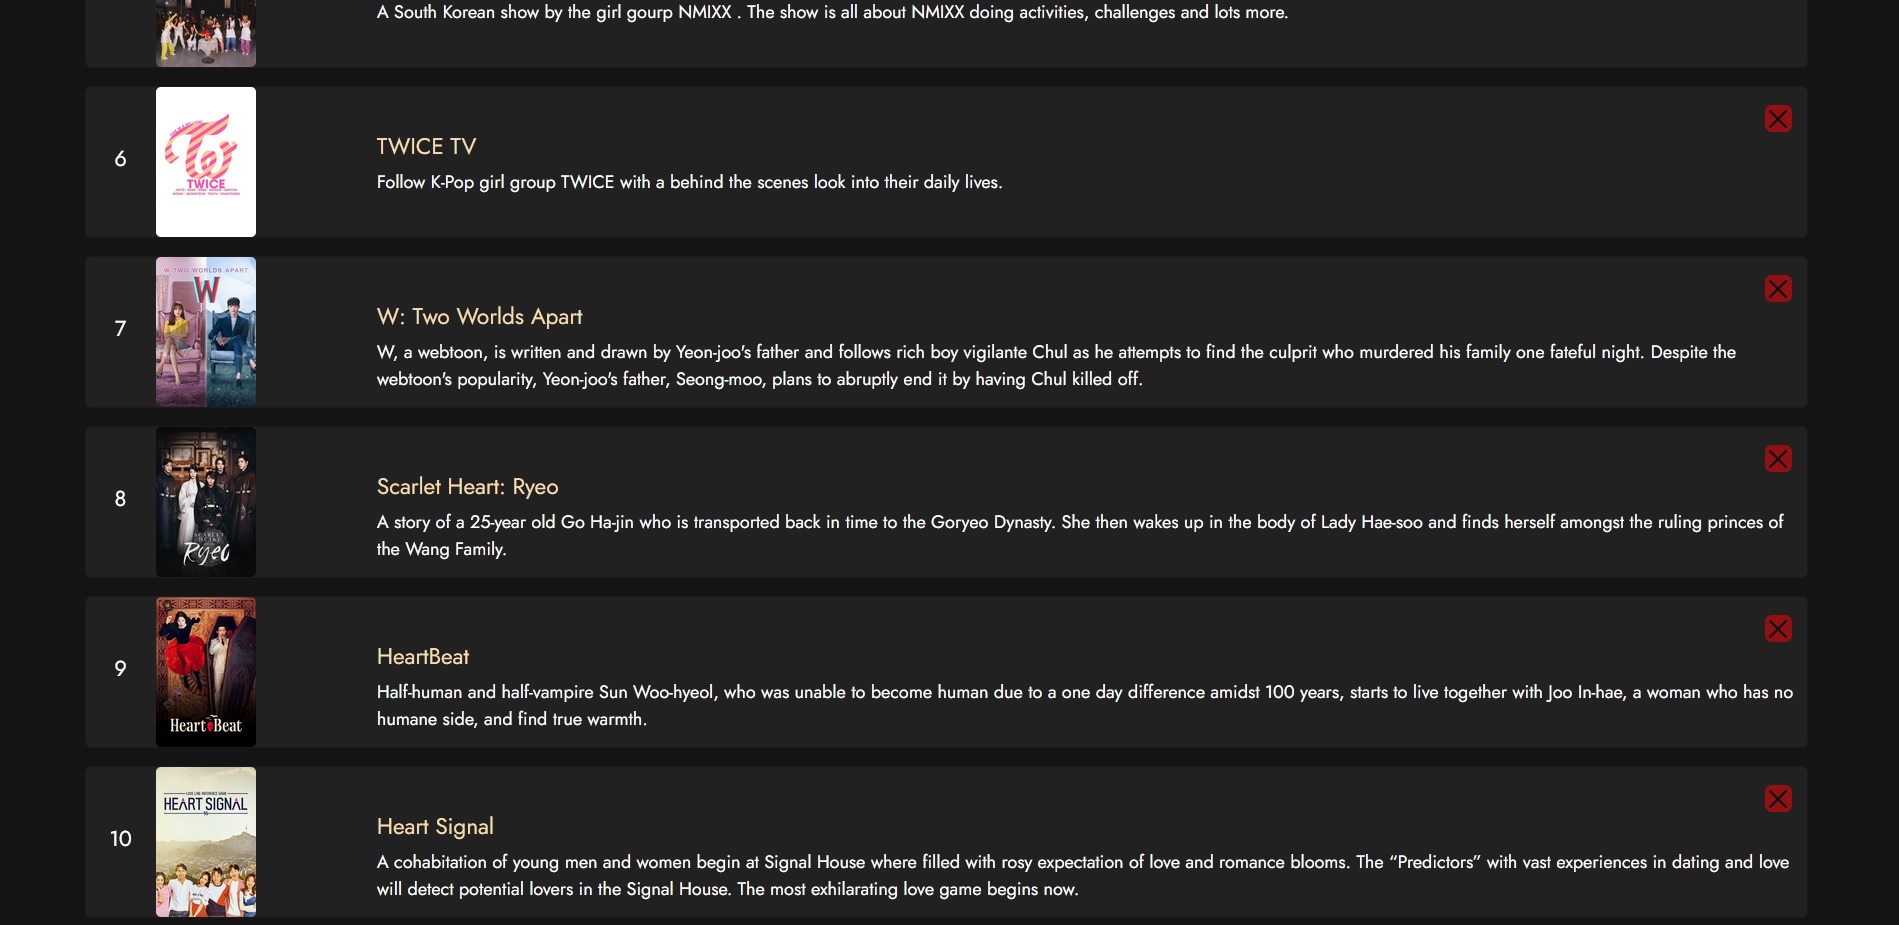 A South Korean show by the girl gourp NMIXX . The show is all about NMIXX doing activities, challenges and lots more.
6
TWICE
TWICE TV
Follow K-Pop girl group TWICE with a behind the scenes look into their daily lives.
7
W-TWO WORLDS APART
W
W: Two Worlds Apart
W, a webtoon, is written and drawn by Yeon-joo's father and follows rich boy vigilante Chul as he attempts to find the culprit who murdered his family one fateful night. Despite the
webtoon's popularity, Yeon-joo's father, Seong-moo, plans to abruptly end it by having Chul killed off.
8
SCARLET HEART
Ryeo
Scarlet Heart: Ryeo
A story of a 25-year old Go Ha-jin who is transported back in time to the Goryeo Dynasty. She then wakes up in the body of Lady Hae-soo and finds herself amongst the ruling princes of
the Wang Family.
9
HeartBeat
HeartBeat
Half-human and half-vampire Sun Woo-hyeol, who was unable to become human due to a one day difference amidst 100 years, starts to live together with Joo In-hae, a woman who has no
humane side, and find true warmth.
10
LOVE LINE INFERENCE GAME
HEART SIGNAL
Heart Signal
A cohabitation of young men and women begin at Signal House where filled with rosy expectation of love and romance blooms. The “Predictors” with vast experiences in dating and love
will detect potential lovers in the Signal House. The most exhilarating love game begins now.